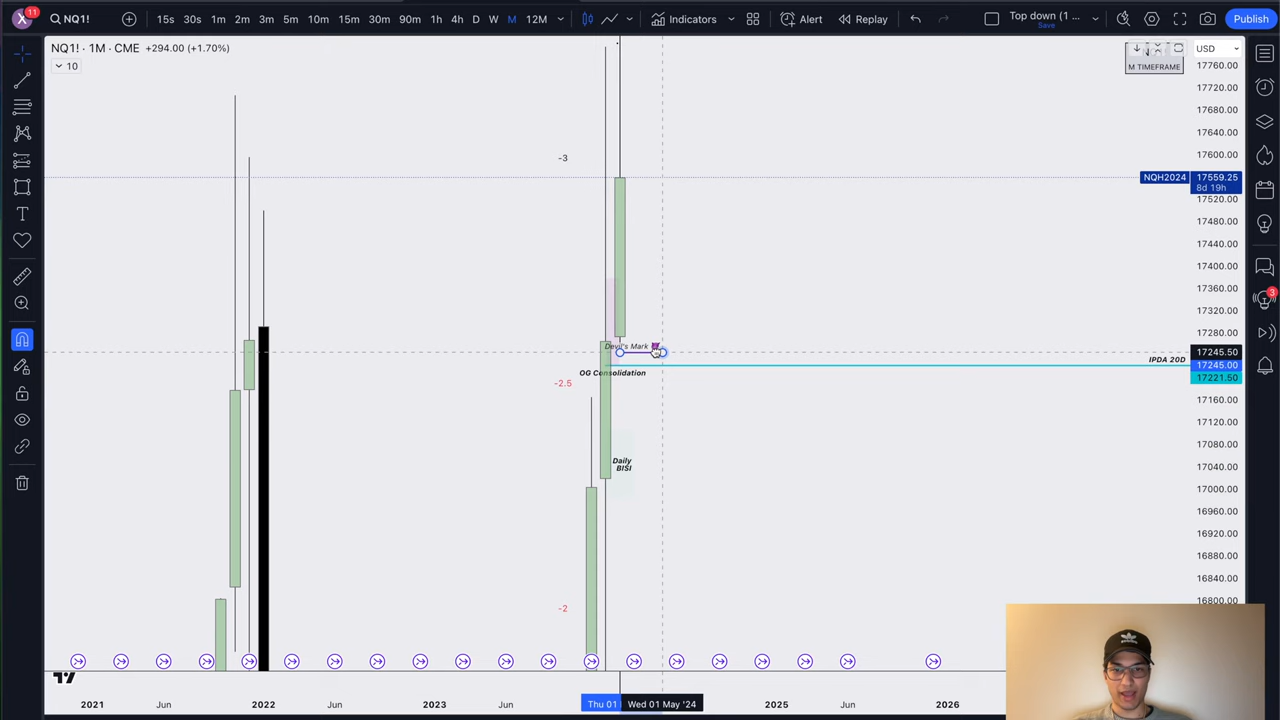 11
NQ1!
15s 30s 1m 2m 3m 5m 10m 15m 30m 90m 1h 4h D W M 12M
Indicators
Alert
Replay
Top down (1 ...
Save
Publish
NQ1! · 1M · CME +294.00 (+1.70%)
10
USD
M TIMEFRAME
17760.00
17720.00
17680.00
17640.00
17600.00
-3
NQH2024 17559.25
8d 19h
17520.00
17480.00
17440.00
17400.00
17360.00
17320.00
3
17280.00
Devil's Mark
17245.50
IPDA 20D 17245.00
OG Consolidation
17221.50
-2.5
17160.00
17120.00
17080.00
Daily
BISI
17040.00
17000.00
16960.00
16920.00
16880.00
16840.00
16800.00
-2
2021 Jun 2022 Jun 2023 Jun Thu 01 Wed 01 May '24 2025 Jun 2026